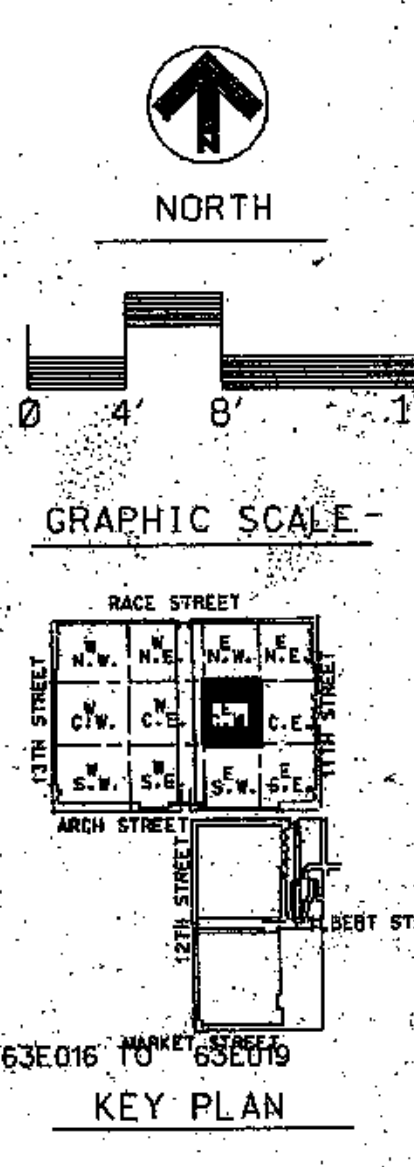 N
NORTH
0 4' 8' 1
GRAPHIC SCALE
RACE STREET
W W E E
N.W. N.E. N.W. N.E.
13TH STREET
11TH STREET
W W E
C.W. C.E. C.W. C.E.
W W E E
S.W. S.E. S.W. S.E.
ARCH STREET
12TH STREET
MARKET STREET
63E016 TO 63E019
KEY PLAN